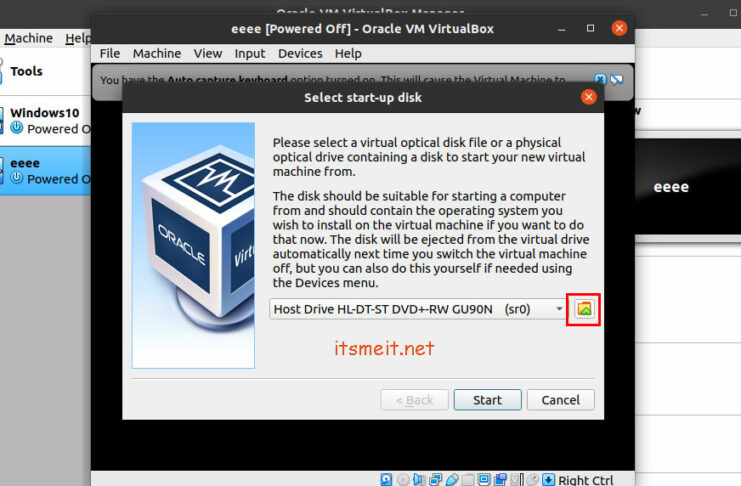 Oracle VM VirtualBox Manager
Machine Help
eeee [Powered Off] - Oracle VM VirtualBox
File Machine View Input Devices Help
Tools
You have the Auto capture keyboard option turned on. This will cause the Virtual Machine to
Select start-up disk
Windows10
Powered O
eeee
Powered O
Please select a virtual optical disk file or a physical
optical drive containing a disk to start your new virtual
machine from.
The disk should be suitable for starting a computer
from and should contain the operating system you
wish to install on the virtual machine if you want to do
that now. The disk will be ejected from the virtual drive
automatically next time you switch the virtual machine
off, but you can also do this yourself if needed using
the Devices menu.
VM
ORACLE
Virtu
w
eeee
Host Drive HL-DT-ST DVD+-RW GU90N (sr0)
itsmeit.net
< Back Start Cancel
Right Ctrl